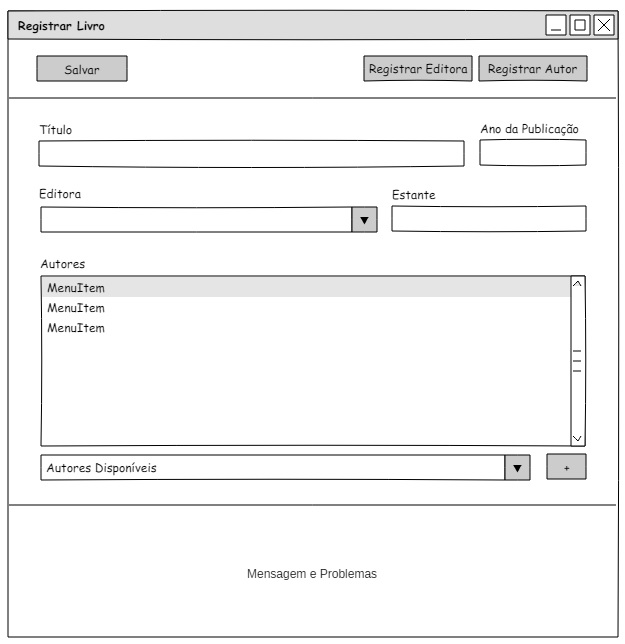 Registrar Livro
Salvar
Registrar Editora
Registrar Autor
Título
Ano da Publicação
Editora
Estante
Autores
MenuItem
MenuItem
MenuItem
Autores Disponíveis
+
Mensagem e Problemas